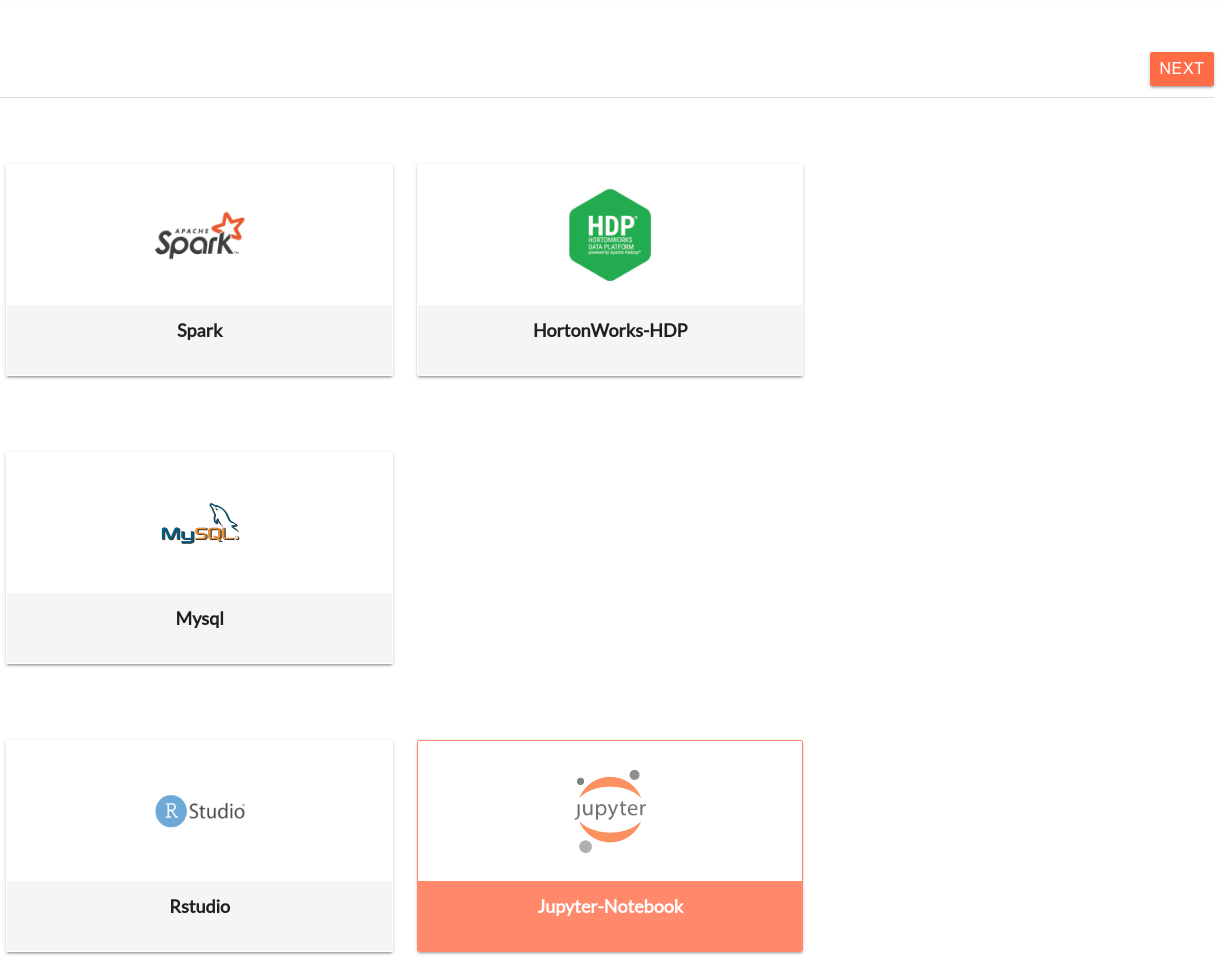 NEXT
APACHE
Spark™
HDP®
HORTONWORKS
DATA PLATFORM
powered by Apache Hadoop®
Spark
HortonWorks-HDP
MySQL®
Mysql
R Studio®
jupyter
Rstudio
Jupyter-Notebook